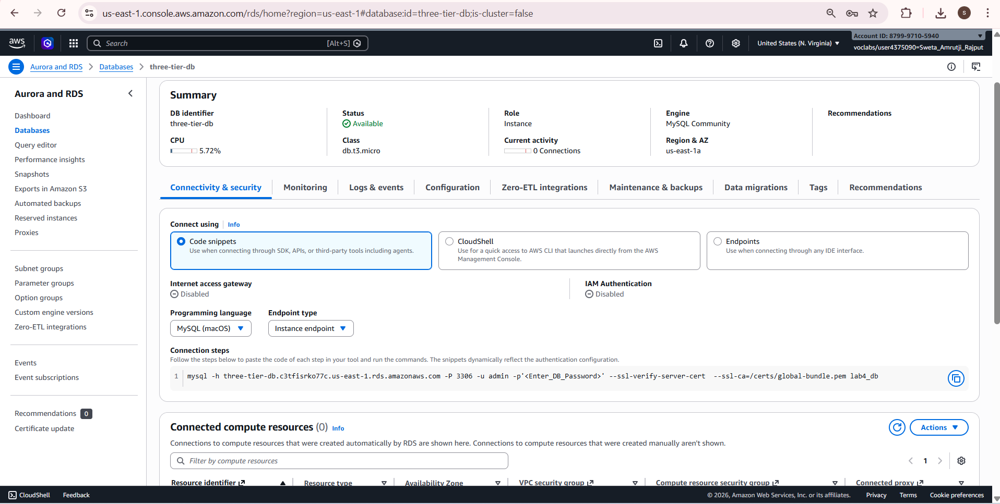 us-east-1.console.aws.amazon.com/rds/home?region=us-east-1#database:id=three-tier-db;is-cluster=false
S
aws
Search
[Alt+S]
United States (N. Virginia)
Account ID: 8799-9710-5940
voclabs/user4375090=Sweta_Amrutji_Rajput
Aurora and RDS
Databases
three-tier-db
Aurora and RDS
Dashboard
Databases
Query editor
Performance insights
Snapshots
Exports in Amazon S3
Automated backups
Reserved instances
Proxies
Subnet groups
Parameter groups
Option groups
Custom engine versions
Zero-ETL integrations
Events
Event subscriptions
Recommendations 0
Certificate update
Summary
DB identifier
three-tier-db
CPU
5.72%
Status
Available
Class
db.t3.micro
Role
Instance
Current activity
0 Connections
Engine
MySQL Community
Region & AZ
us-east-1a
Recommendations
Connectivity & security
Monitoring
Logs & events
Configuration
Zero-ETL integrations
Maintenance & backups
Data migrations
Tags
Recommendations
Connect using
Info
Code snippets
Use when connecting through SDK, APIs, or third-party tools including agents.
CloudShell
Use for a quick access to AWS CLI that launches directly from the AWS
Management Console.
Endpoints
Use when connecting through any IDE interface.
Internet access gateway
Disabled
IAM Authentication
Disabled
Programming language
MySQL (macOS)
Endpoint type
Instance endpoint
Connection steps
Follow the steps below to paste the code of each step in your tool and run the commands. The snippets dynamically reflect the authentication configuration.
1 mysql -h three-tier-db.c3tfisrko77c.us-east-1.rds.amazonaws.com -P 3306 -u admin -p'<Enter_DB_Password>' --ssl-verify-server-cert --ssl-ca=/certs/global-bundle.pem lab4_db
Connected compute resources (0) Info
Actions
Connections to compute resources that were created automatically by RDS are shown here. Connections to compute resources that were created manually aren't shown.
Filter by compute resources
1
Resource identifier
Resource type
Availability Zone
VPC security group
Compute resource security group
Connected proxy
CloudShell
Feedback
© 2026, Amazon Web Services, Inc. or its affiliates.
Privacy
Terms
Cookie preferences